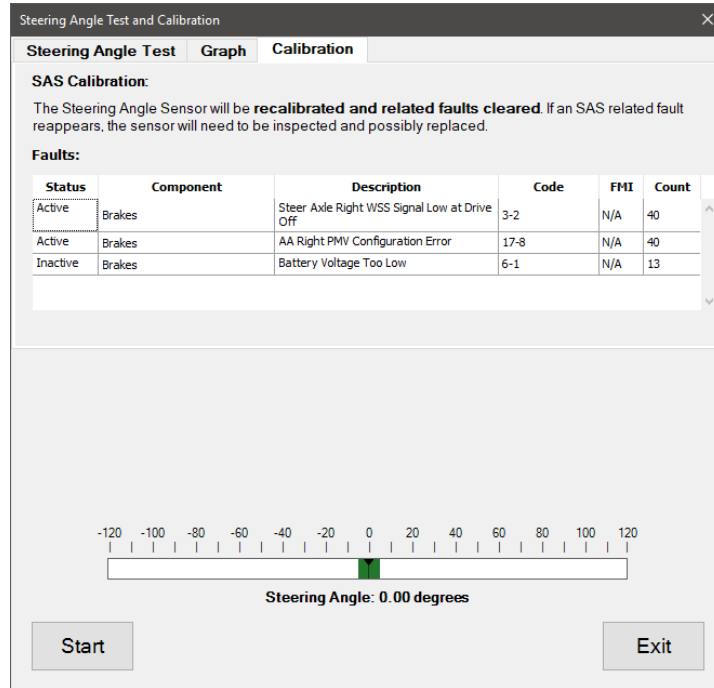 Steering Angle Test and Calibration
Steering Angle Test Graph Calibration
SAS Calibration:
The Steering Angle Sensor will be recalibrated and related faults cleared. If an SAS related fault
reappears, the sensor will need to be inspected and possibly replaced.
Faults:
Status Component Description Code FMI Count
Active Brakes Steer Axle Right WSS Signal Low at Drive
Off 3-2 N/A 40
Active Brakes AA Right PMV Configuration Error 17-8 N/A 40
Inactive Brakes Battery Voltage Too Low 6-1 N/A 13
-120 -100 -80 -60 -40 -20 0 20 40 60 80 100 120
Steering Angle: 0.00 degrees
Start Exit